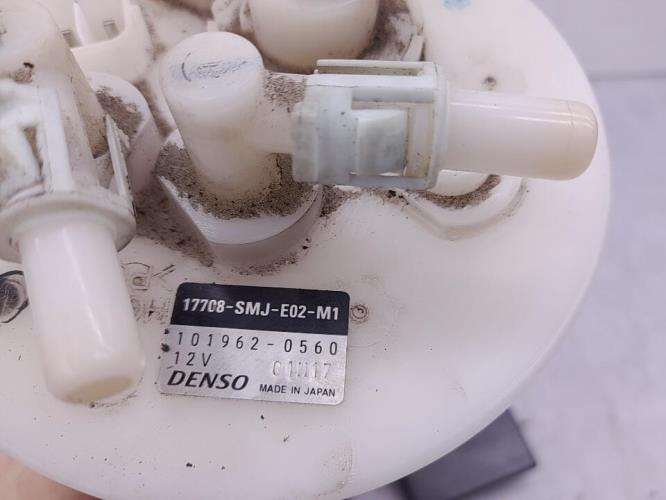 17708-SMJ-E02-M1
101962-0560
12V
DENSO MADE IN JAPAN